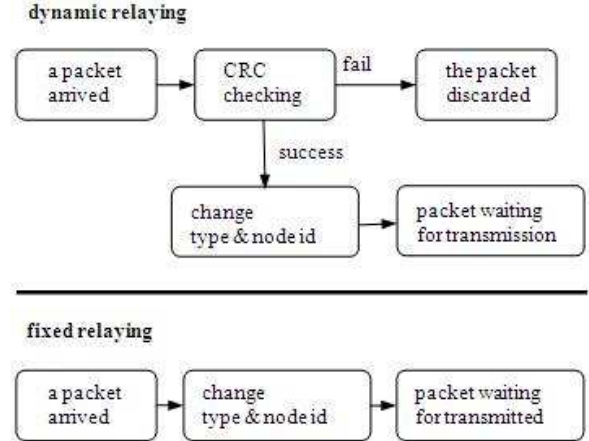 dynamic relaying
a packet
arrived
CRC
checking
fail
the packet
discarded
success
change
type & node id
packet waiting
for transmission
fixed relaying
a packet
arrived
change
type & node id
packet waiting
for transmitted